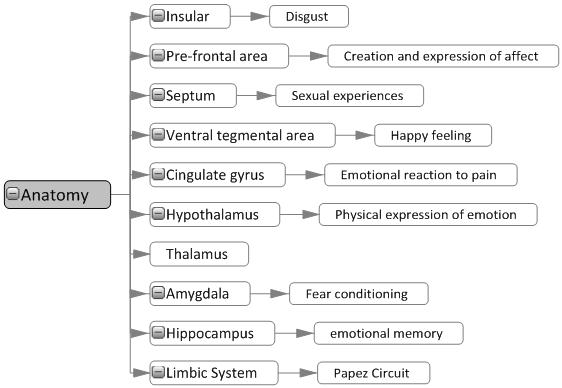 Insular
Disgust
Pre-frontal area
Creation and expression of affect
Septum
Sexual experiences
Ventral tegmental area
Happy feeling
Cingulate gyrus
Emotional reaction to pain
Anatomy
Hypothalamus
Physical expression of emotion
Thalamus
Amygdala
Fear conditioning
Hippocampus
emotional memory
Limbic System
Papez Circuit